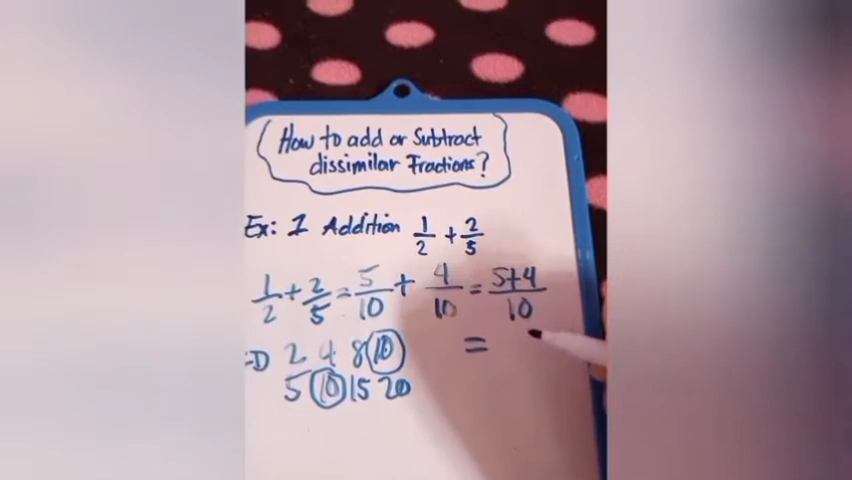 How to add or Subtract
dissimilar Fractions?
Ex: 1 Addition 1/2 + 2/5
1/2 + 2/5 = 5/10 + 4/10 = 5+4/10
=D 2 4 8 10
5 10 15 20
=